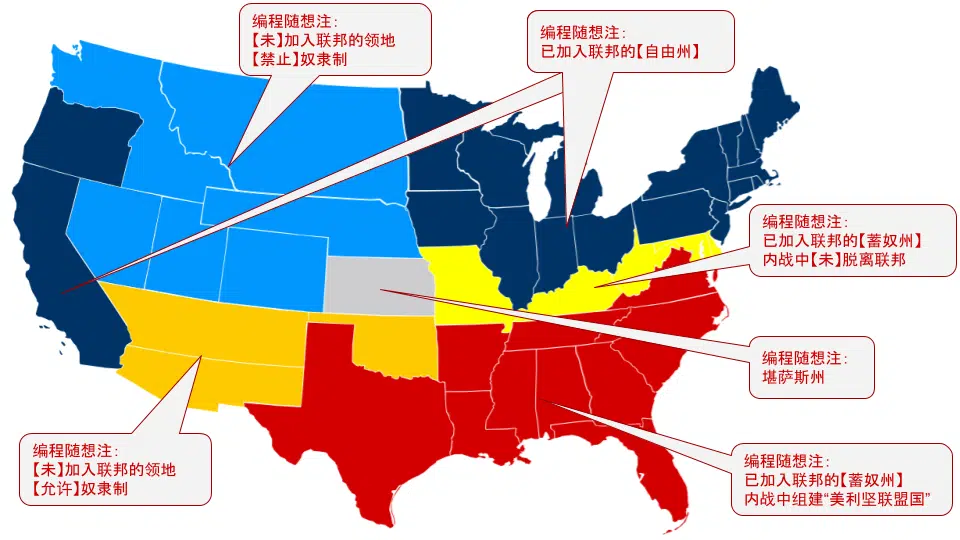 编程随想注：
【未】加入联邦的领地
【禁止】奴隶制
编程随想注：
已加入联邦的【自由州】
编程随想注：
已加入联邦的【蓄奴州】
内战中【未】脱离联邦
编程随想注：
堪萨斯州
编程随想注：
【未】加入联邦的领地
【允许】奴隶制
编程随想注：
已加入联邦的【蓄奴州】
内战中组建“美利坚联盟国”